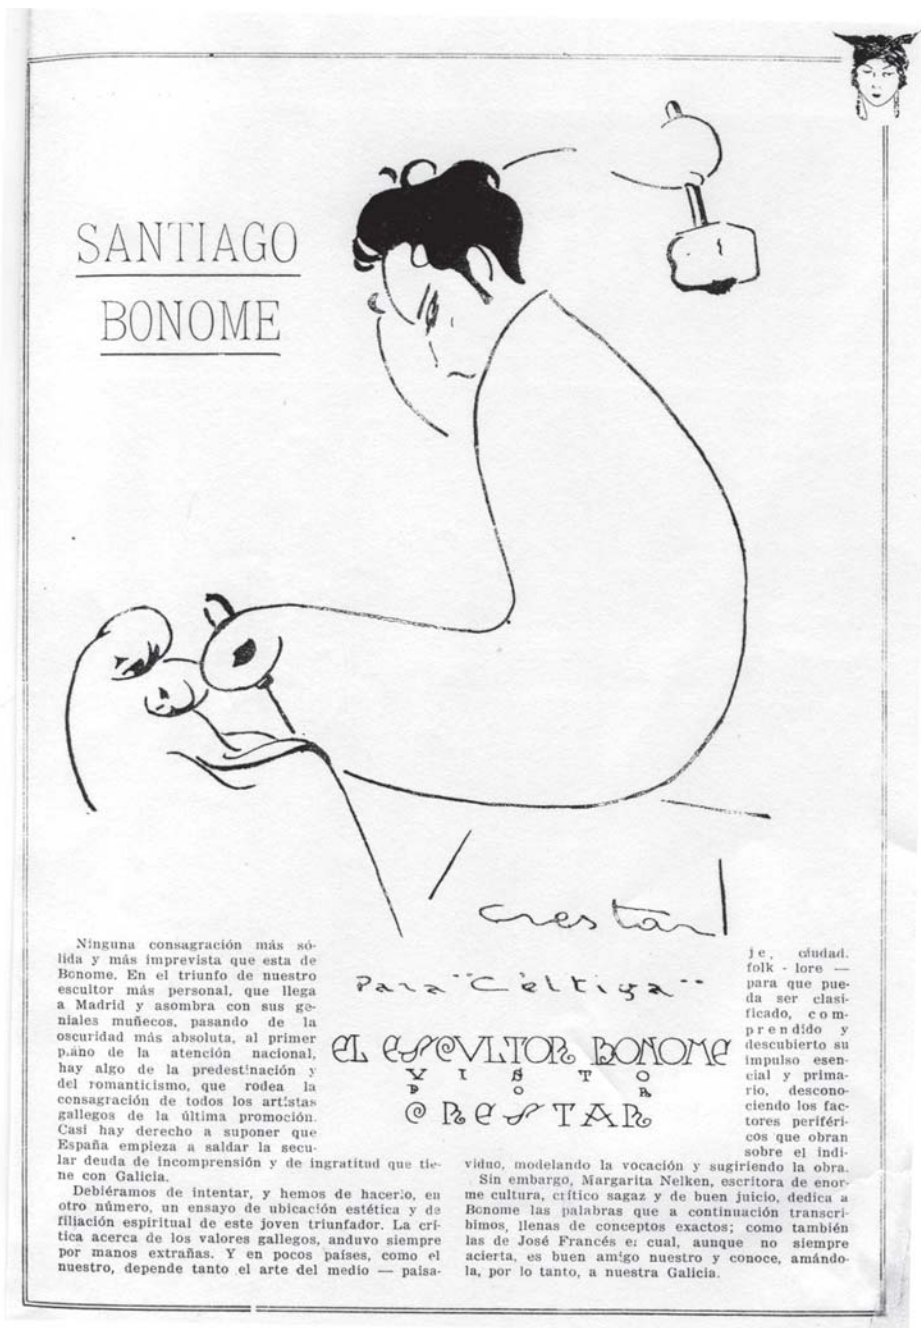 SANTIAGO
BONOME
Crestar
Para "Céltiga"
EL ESCVLTOR BONOME
VISTO
POR
CRESTAR
Ninguna consagración más só-
lida y más imprevista que esta de
Bonome. En el triunfo de nuestro
escultor más personal, que llega
a Madrid y asombra con sus ge-
niales muñecos, pasando de la
oscuridad más absoluta, al primer
plano de la atención nacional,
hay algo de la predestinación y
del romanticismo, que rodea la
consagración de todos los artistas
gallegos de la última promoción.
Casi hay derecho a suponer que
España empieza a saldar la secu-
lar deuda de incomprensión y de ingratitud que tie-
ne con Galicia.
Debiéramos de intentar, y hemos de hacerlo, en
otro número, un ensayo de ubicación estética y de
filiación espiritual de este joven triunfador. La crí-
tica acerca de los valores gallegos, anduvo siempre
por manos extrañas. Y en pocos países, como el
nuestro, depende tanto el arte del medio — paisa-
je, ciudad,
folk-lore —
para que pue-
da ser clasi-
ficado, com-
prendido y
descubierto su
impulso esen-
cial y prima-
rio, descono-
ciendo los fac-
tores periféri-
cos que obran
sobre el indi-
viduo, modelando la vocación y sugiriendo la obra.
Sin embargo, Margarita Nelken, escritora de enor-
me cultura, crítico sagaz y de buen juicio, dedica a
Bonome las palabras que a continuación transcri-
bimos, llenas de conceptos exactos; como también
las de José Francés el cual, aunque no siempre
acierta, es buen amigo nuestro y conoce, amándo-
la, por lo tanto, a nuestra Galicia.